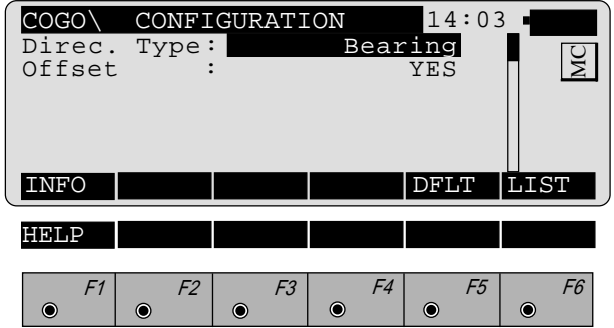 COGO\ CONFIGURATION 14:03
Direc. Type: Bearing
Offset : YES
MC
INFO DFLT LIST
HELP
F1 F2 F3 F4 F5 F6